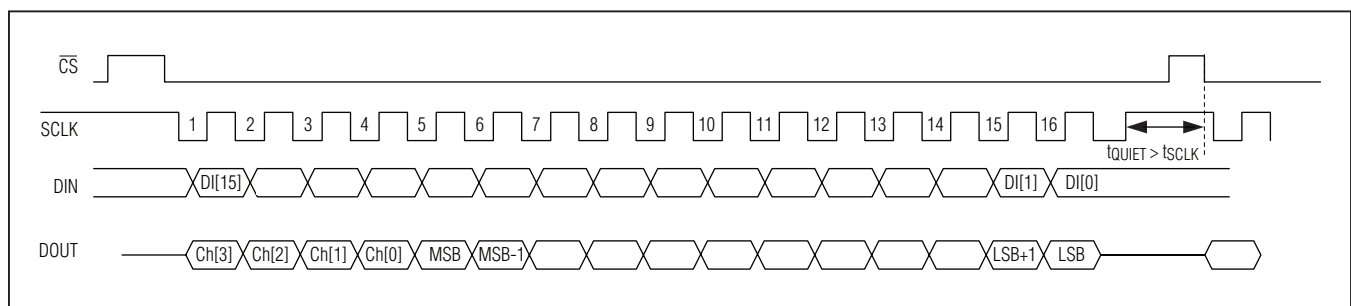 CS
SCLK 1 2 3 4 5 6 7 8 9 10 11 12 13 14 15 16
tQUIET > tSCLK
DIN DI[15] DI[1] DI[0]
DOUT Ch[3] Ch[2] Ch[1] Ch[0] MSB MSB-1 LSB+1 LSB